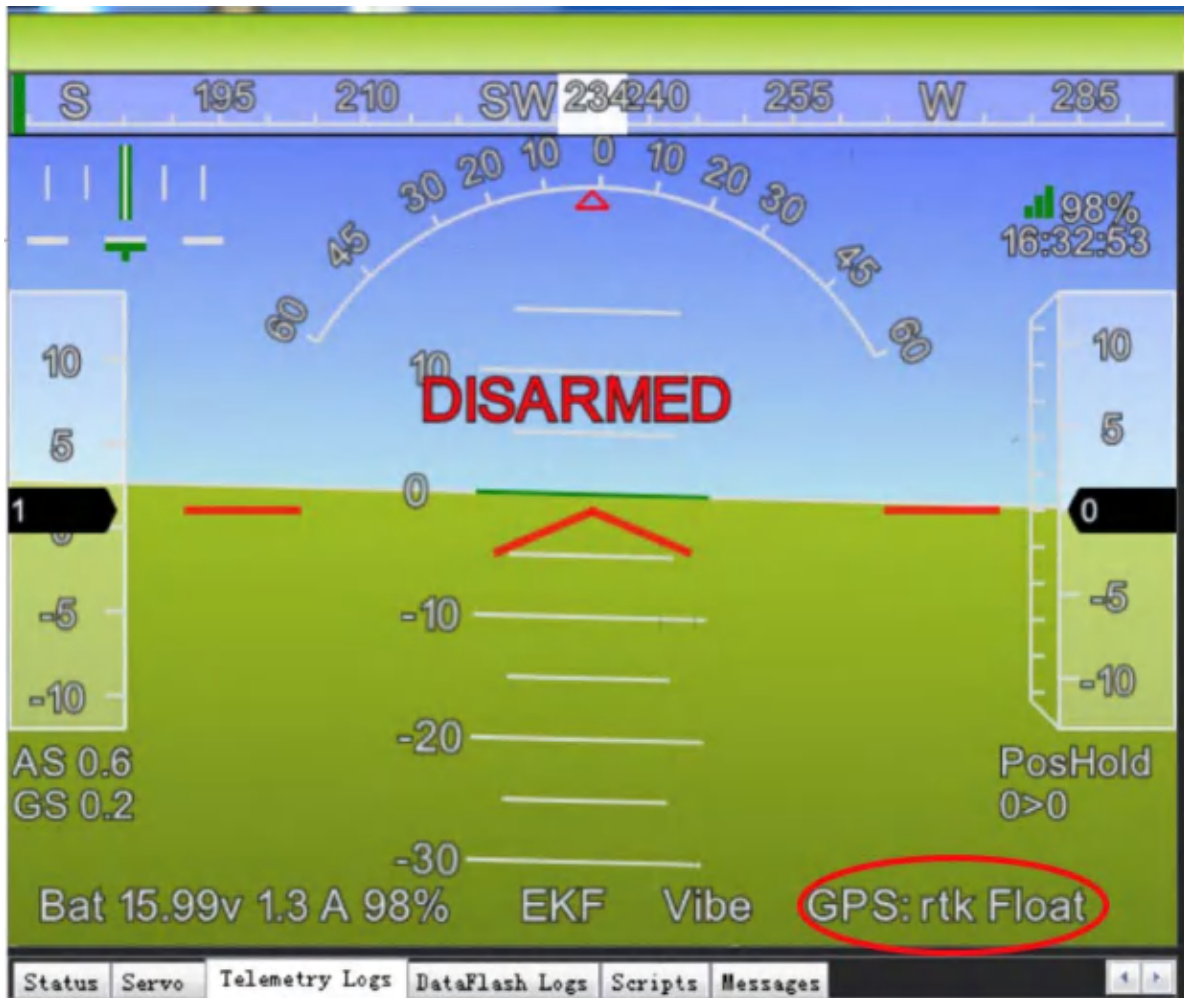 S 195 210 SW 234 240 255 W 285
60 45 30 20 10 0 10 20 30 45 60
98%
16:32:53
10
DISARMED
0
-10
-20
-30
10
5
1
0
-5
-10
10
5
0
-5
-10
AS 0.6
GS 0.2
PosHold
0>0
Bat 15.99v 1.3 A 98% EKF Vibe GPS: rtk Float
Status Servo Telemetry Logs DataFlash Logs Scripts Messages